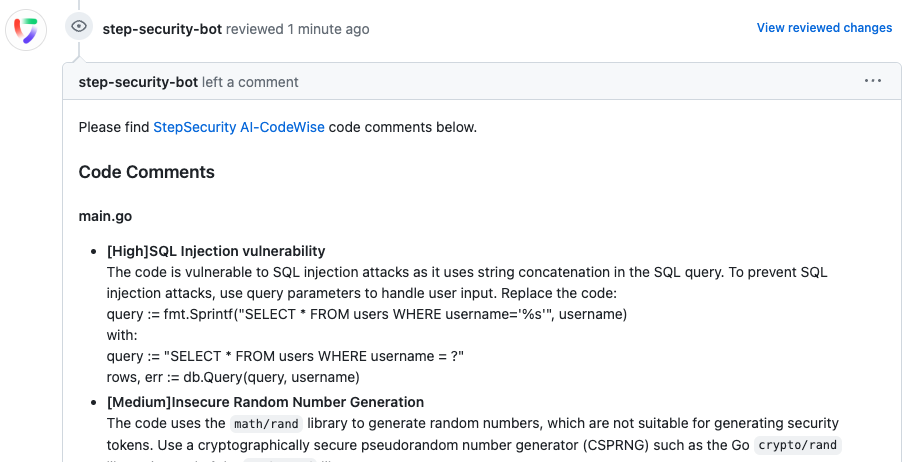 step-security-bot reviewed 1 minute ago
View reviewed changes
step-security-bot left a comment
Please find StepSecurity AI-CodeWise code comments below.
Code Comments
main.go
• [High]SQL Injection vulnerability
The code is vulnerable to SQL injection attacks as it uses string concatenation in the SQL query. To prevent SQL
injection attacks, use query parameters to handle user input. Replace the code:
query := fmt.Sprintf("SELECT * FROM users WHERE username='%s'", username)
with:
query := "SELECT * FROM users WHERE username = ?"
rows, err := db.Query(query, username)
• [Medium]Insecure Random Number Generation
The code uses the math/rand library to generate random numbers, which are not suitable for generating security
tokens. Use a cryptographically secure pseudorandom number generator (CSPRNG) such as the Go crypto/rand